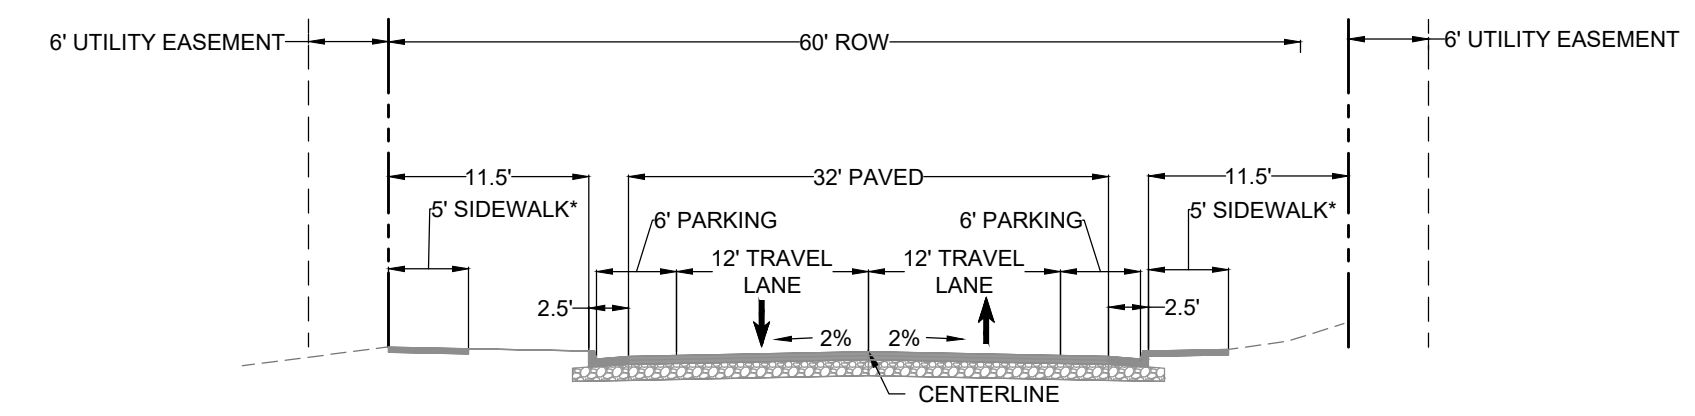 6' UTILITY EASEMENT
60' ROW
6' UTILITY EASEMENT
11.5'
32' PAVED
11.5'
5' SIDEWALK*
6' PARKING
6' PARKING
5' SIDEWALK*
12' TRAVEL
LANE
12' TRAVEL
LANE
2.5'
2.5'
2%
2%
CENTERLINE